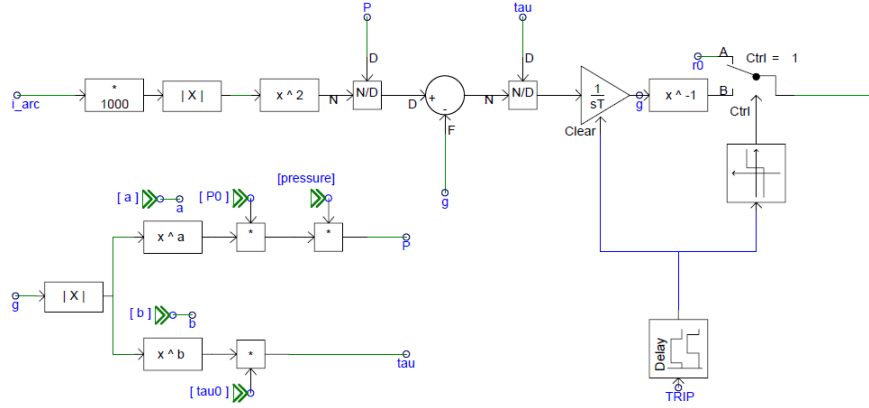 P
tau
D
D
A
Ctrl = 1
r0
i_arc
*
1000
| X |
x ^ 2
N
N/D
D
+
-
N
N/D
1
sT
g
x ^ -1
B
F
Clear
Ctrl
g
[ a ]
a
[ P0 ]
[pressure]
x ^ a
*
*
P
g
| X |
[ b ]
b
x ^ b
*
tau
[ tau0 ]
Delay
TRIP